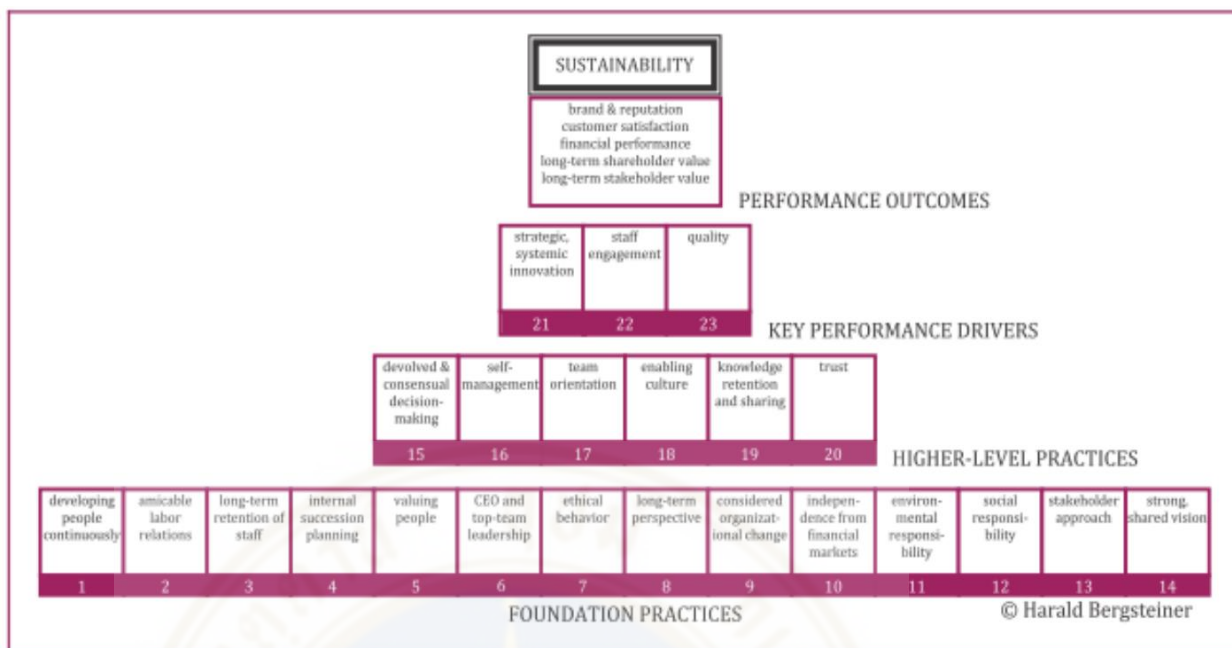 SUSTAINABILITY
brand & reputation
customer satisfaction
financial performance
long-term shareholder value
long-term stakeholder value
PERFORMANCE OUTCOMES
strategic,
systemic
innovation
21
staff
engagement
22
quality
23
KEY PERFORMANCE DRIVERS
devolved &
consensual
decision-
making
15
self-
management
16
team
orientation
17
enabling
culture
18
knowledge
retention
and sharing
19
trust
20
HIGHER-LEVEL PRACTICES
developing
people
continuously
1
amicable
labor
relations
2
long-term
retention of
staff
3
internal
succession
planning
4
valuing
people
5
CEO and
top-team
leadership
6
ethical
behavior
7
long-term
perspective
8
considered
organizat-
ional change
9
indepen-
dence from
financial
markets
10
environ-
mental
responsi-
bility
11
social
responsi-
bility
12
stakeholder
approach
13
strong,
shared vision
14
FOUNDATION PRACTICES
© Harald Bergsteiner